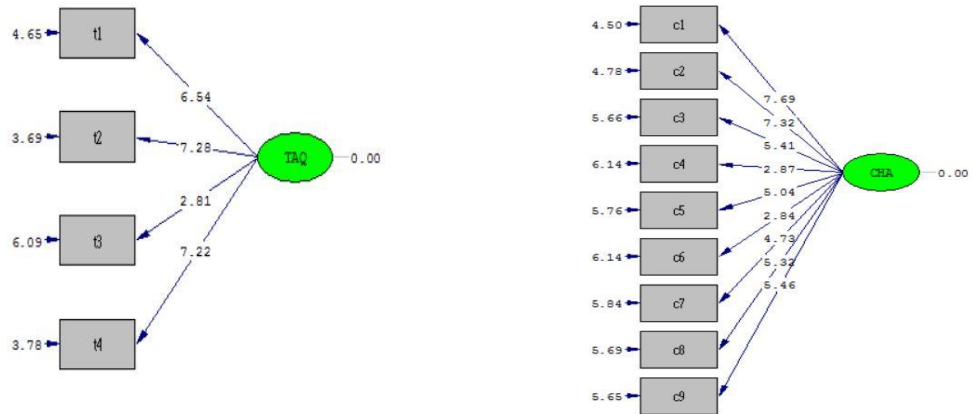 4.65 t1
6.54
3.69 t2
7.28
TAQ 0.00
2.81
6.09 t3
7.22
3.78 t4
4.50 c1
4.78 c2
7.69
5.66 c3
7.32
5.41
6.14 c4
2.87
CHA 0.00
5.76 c5
5.04
2.84
6.14 c6
4.73
5.32
5.46
5.84 c7
5.69 c8
5.65 c9